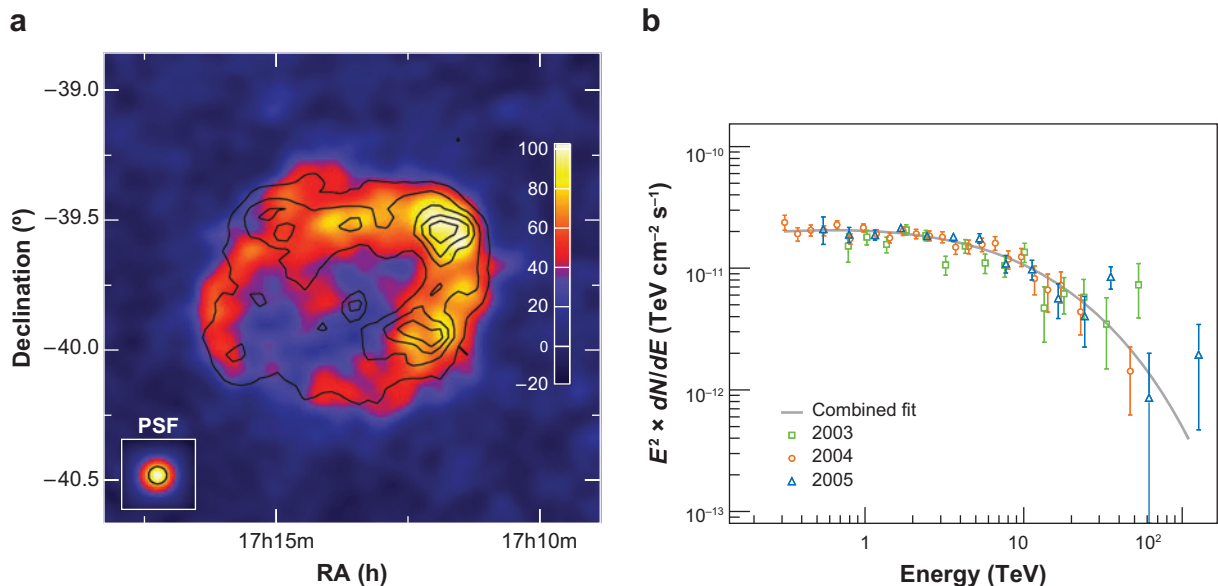 a
−39.0
−39.5
−40.0
−40.5
Declination (º)
100
80
60
40
20
0
−20
PSF
17h15m
17h10m
RA (h)
b
10⁻¹⁰
10⁻¹¹
10⁻¹²
10⁻¹³
E² × dN/dE (TeV cm⁻² s⁻¹)
Combined fit
2003
2004
2005
1
10
10²
Energy (TeV)